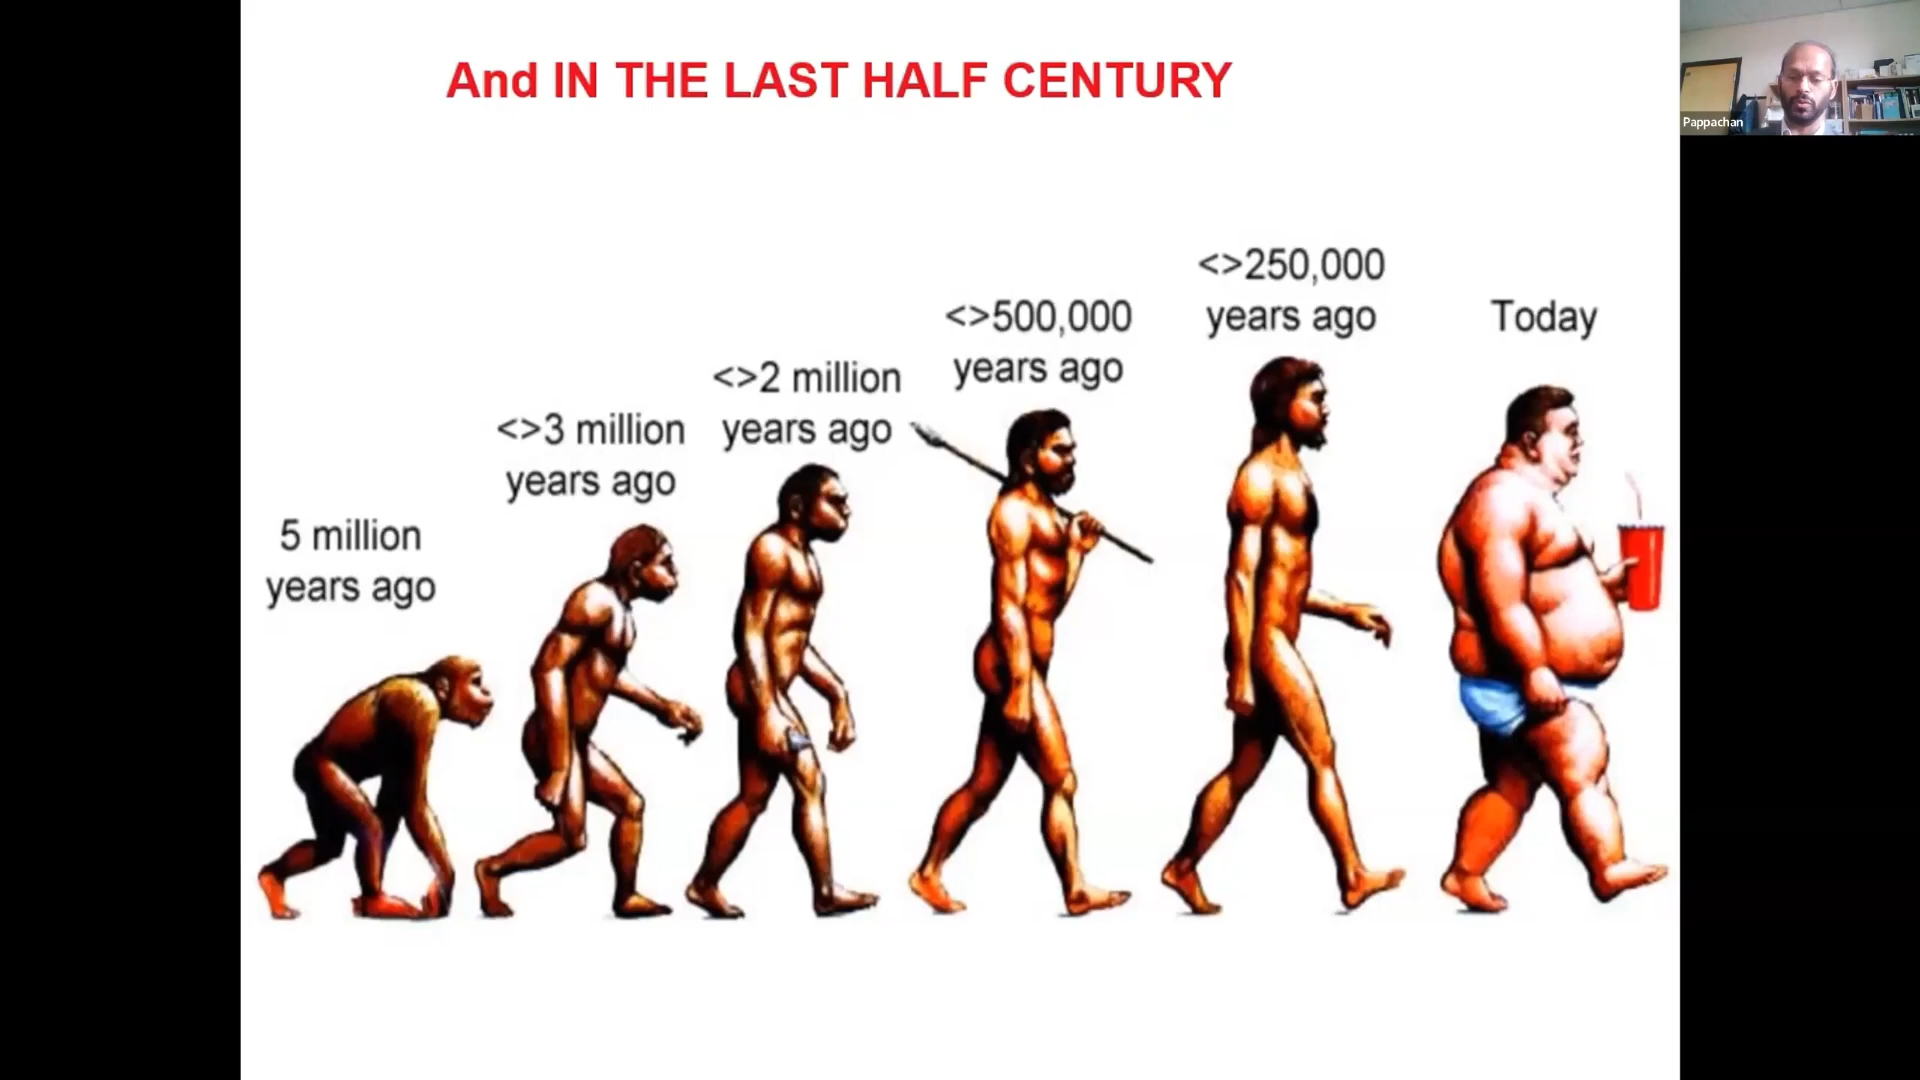 And IN THE LAST HALF CENTURY
Pappachan
5 million
years ago
<>3 million
years ago
<>2 million
years ago
<>500,000
years ago
<>250,000
years ago
Today